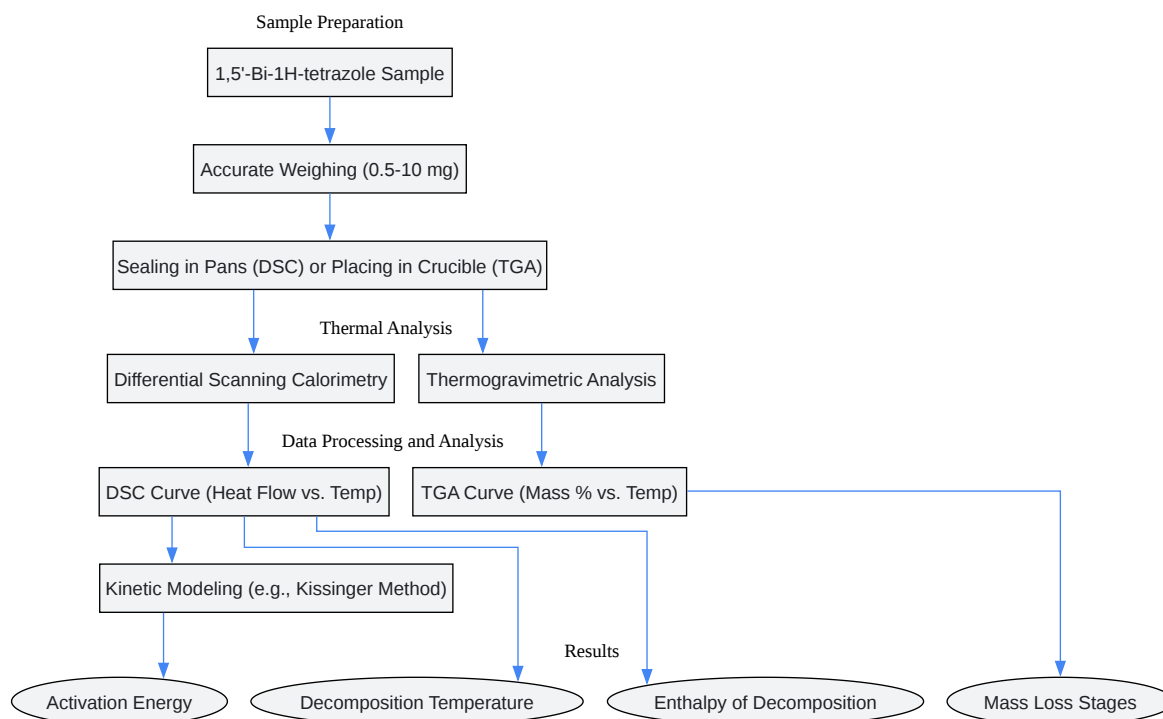 Sample Preparation
1,5'-Bi-1H-tetrazole Sample
Accurate Weighing (0.5-10 mg)
Sealing in Pans (DSC) or Placing in Crucible (TGA)
Thermal Analysis
Differential Scanning Calorimetry
Thermogravimetric Analysis
Data Processing and Analysis
DSC Curve (Heat Flow vs. Temp)
TGA Curve (Mass % vs. Temp)
Kinetic Modeling (e.g., Kissinger Method)
Results
Activation Energy
Decomposition Temperature
Enthalpy of Decomposition
Mass Loss Stages